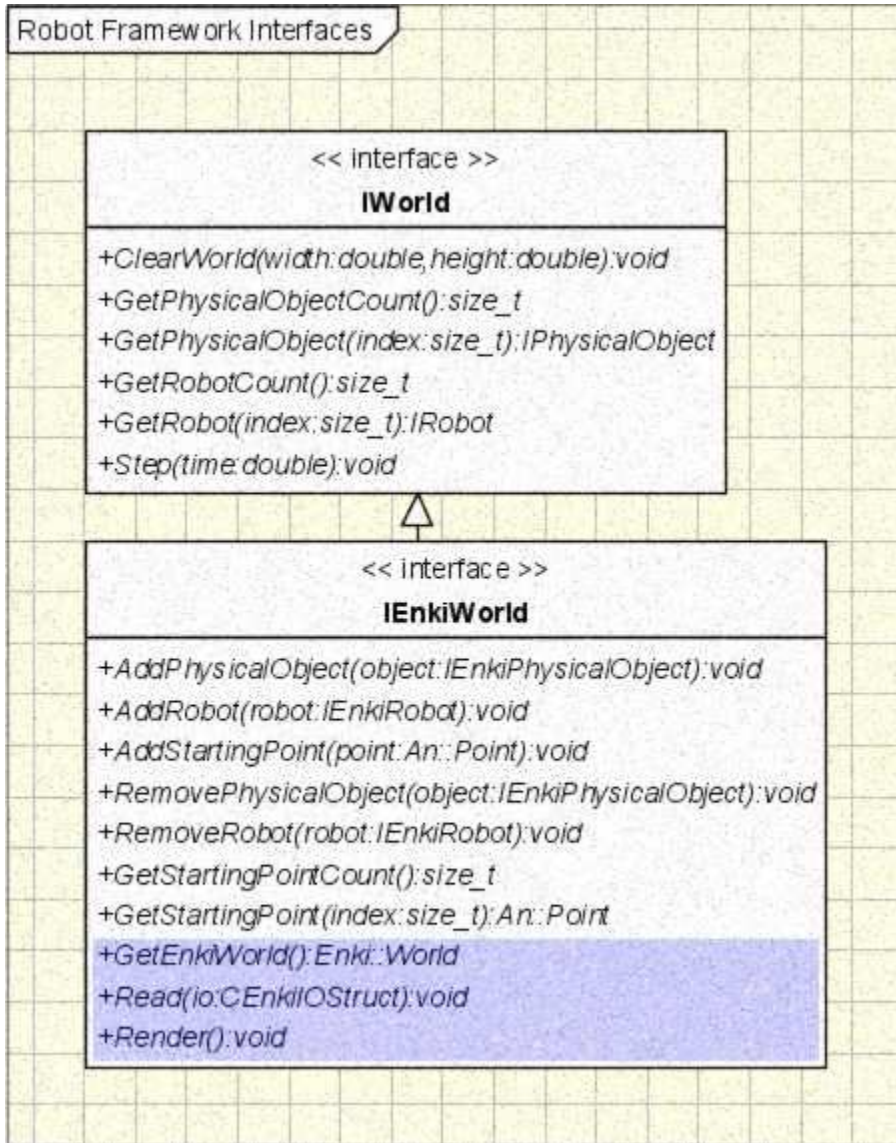 Robot Framework Interfaces
<< interface >>
IWorld
+ClearWorld(width:double,height:double):void
+GetPhysicalObjectCount():size_t
+GetPhysicalObject(index:size_t):IPhysicalObject
+GetRobotCount():size_t
+GetRobot(index:size_t):IRobot
+Step(time:double):void
<< interface >>
IEnkiWorld
+AddPhysicalObject(object:IEnkiPhysicalObject):void
+AddRobot(robot:IEnkiRobot):void
+AddStartingPoint(point:An::Point):void
+RemovePhysicalObject(object:IEnkiPhysicalObject):void
+RemoveRobot(robot:IEnkiRobot):void
+GetStartingPointCount():size_t
+GetStartingPoint(index:size_t):An::Point
+GetEnkiWorld():Enki::World
+Read(io:CEnkiIOStruct):void
+Render():void